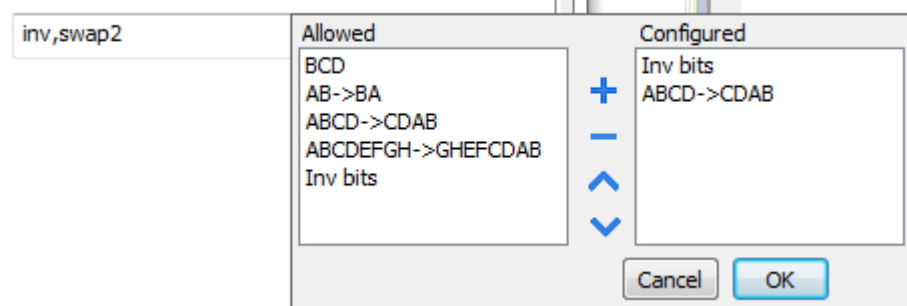 inv,swap2
Allowed
BCD
AB->BA
ABCD->CDAB
ABCDEFGH->GHEFCDAB
Inv bits
Configured
Inv bits
ABCD->CDAB
Cancel
OK